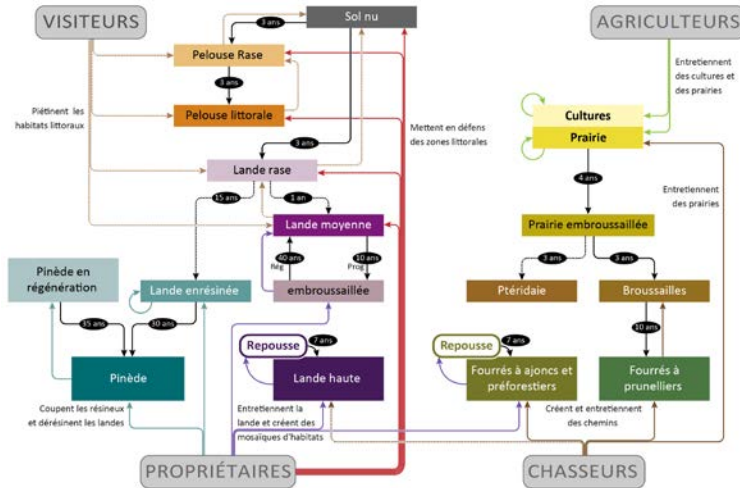 VISITEURS
Sol nu
AGRICULTEURS
3 ans
Pelouse Rase
Entretiennent
des cultures et
des prairies
3 ans
Piétinent les
habitats littoraux
Pelouse littorale
Cultures
Prairie
Mettent en défens
des zones littorales
3 ans
Lande rase
4 ans
Entretiennent
des prairies
15 ans
1 an
Lande moyenne
Prairie embroussaillée
40 ans
10 ans
Rég
Prog
3 ans
3 ans
Pinède en
régénération
Lande enrésinée
embroussaillée
Ptéridaie
Broussailles
35 ans
30 ans
10 ans
Repousse
7 ans
Repousse
7 ans
Pinède
Lande haute
Fourrés à ajoncs et
préforestiers
Fourrés à
prunelliers
Coupent les résineux
et dérésinent les landes
Entretiennent la
lande et créent des
mosaïques d'habitats
Créent et entretiennent
des chemins
PROPRIÉTAIRES
CHASSEURS